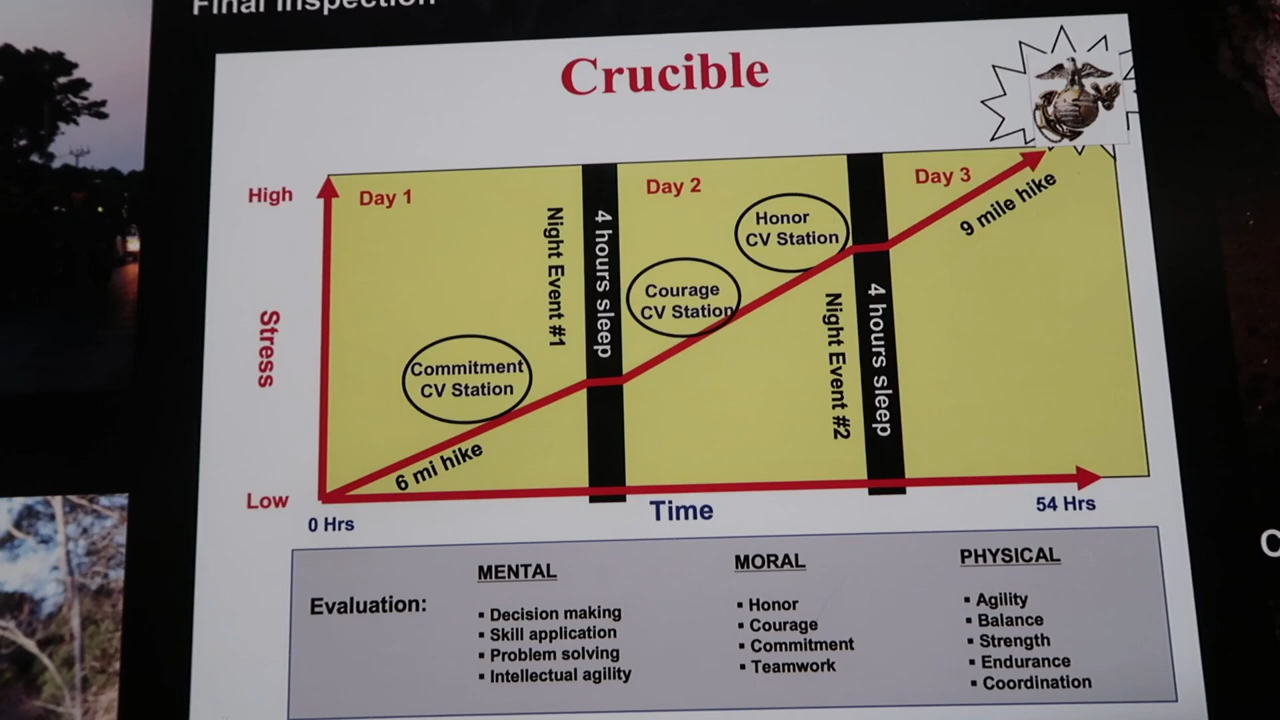 Final Inspection
Crucible
High
Day 1
Day 2
Day 3
9 mile hike
Honor
CV Station
Night Event #1
4 hours sleep
Courage
CV Station
Stress
Commitment
CV Station
Night Event #2
4 hours sleep
6 mi hike
Low
0 Hrs
Time
54 Hrs
Evaluation:
MENTAL
▪ Decision making
▪ Skill application
▪ Problem solving
▪ Intellectual agility
MORAL
▪ Honor
▪ Courage
▪ Commitment
▪ Teamwork
PHYSICAL
▪ Agility
▪ Balance
▪ Strength
▪ Endurance
▪ Coordination